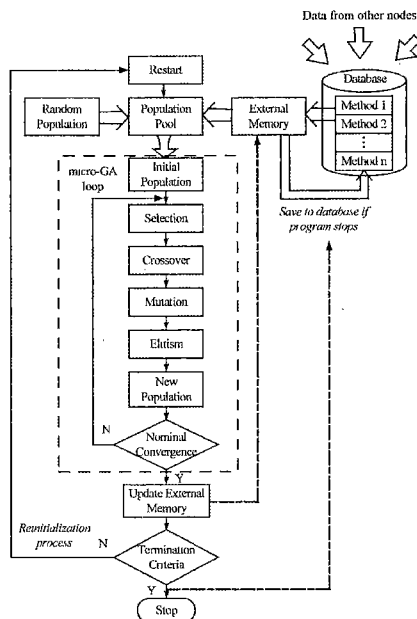 Data from other nodes
Restart
Database
Random
Population
Population
Pool
External
Memory
Method 1
Method 2
⋮
Method n
micro-GA
loop
Initial
Population
Save to database if
program stops
Selection
Crossover
Mutation
Elitism
New
Population
N
Nominal
Convergence
Y
Update External
Memory
Reinitialization
process
N
Termination
Criteria
Y
Stop